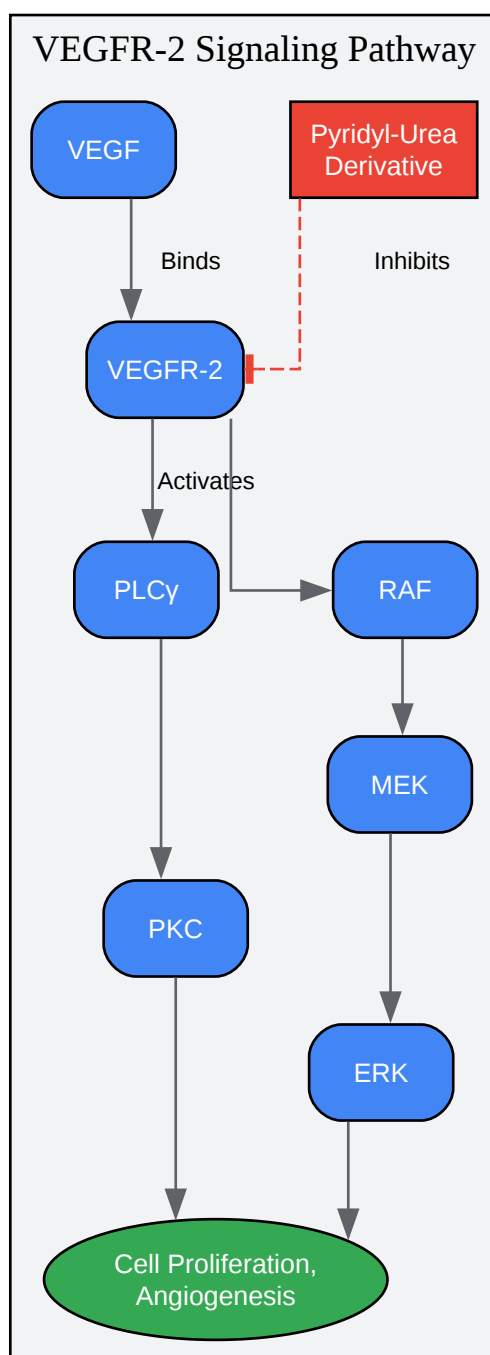 VEGFR-2 Signaling Pathway
VEGF
Pyridyl-Urea
Derivative
Binds
Inhibits
VEGFR-2
Activates
PLCγ
RAF
MEK
PKC
ERK
Cell Proliferation,
Angiogenesis